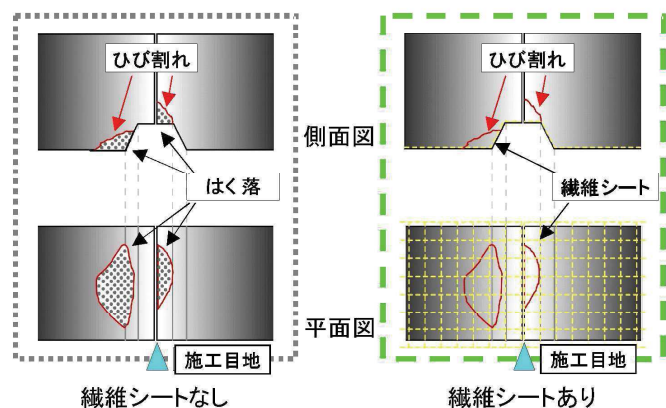 ひび割れ
ひび割れ
側面図
はく落
繊維シート
平面図
施工目地
施工目地
繊維シートなし
繊維シートあり